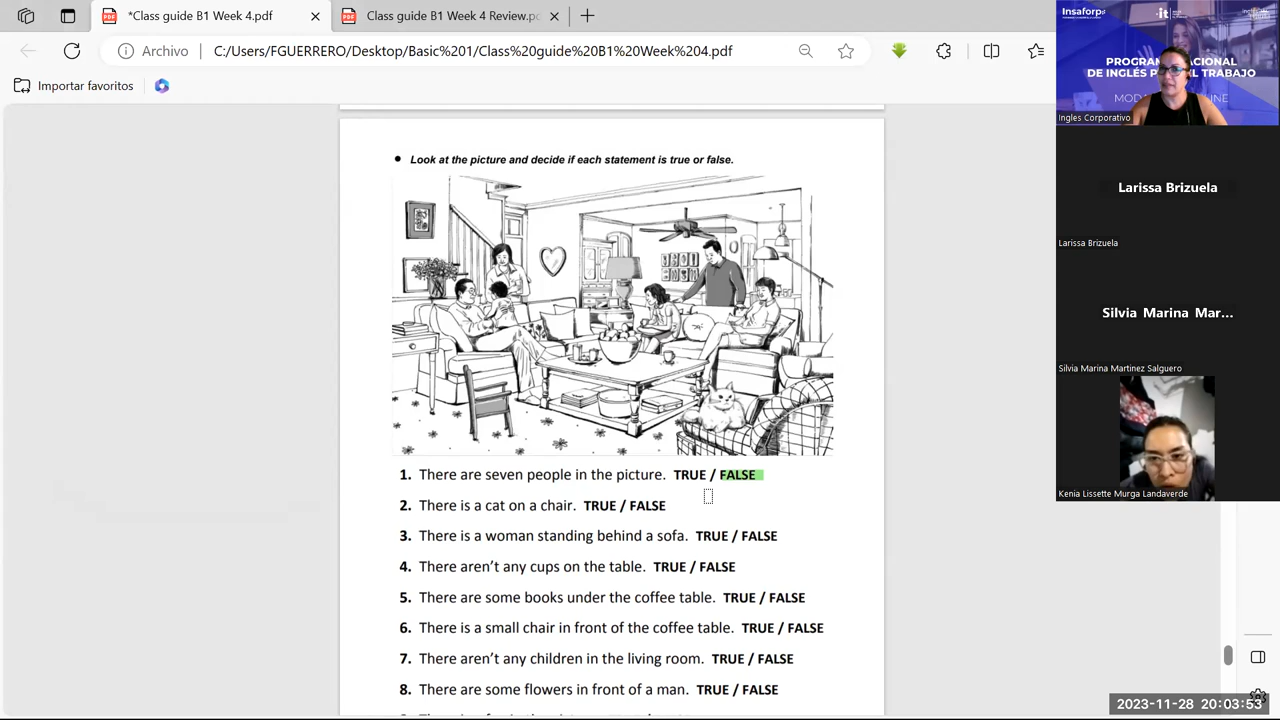 *Class guide B1 Week 4.pdf
Class guide B1 Week 4 Review.pdf
Archivo
C:/Users/FGUERRERO/Desktop/Basic%201/Class%20guide%20B1%20Week%204.pdf
Importar favoritos
Look at the picture and decide if each statement is true or false.
1. There are seven people in the picture. TRUE / FALSE
2. There is a cat on a chair. TRUE / FALSE
3. There is a woman standing behind a sofa. TRUE / FALSE
4. There aren't any cups on the table. TRUE / FALSE
5. There are some books under the coffee table. TRUE / FALSE
6. There is a small chair in front of the coffee table. TRUE / FALSE
7. There aren't any children in the living room. TRUE / FALSE
8. There are some flowers in front of a man. TRUE / FALSE
Insaforp
it
Ingles Corporativo
Larissa Brizuela
Larissa Brizuela
Silvia Marina Mar...
Silvia Marina Martinez Salguero
Kenia Lissette Murga Landaverde
2023-11-28 20:03:53